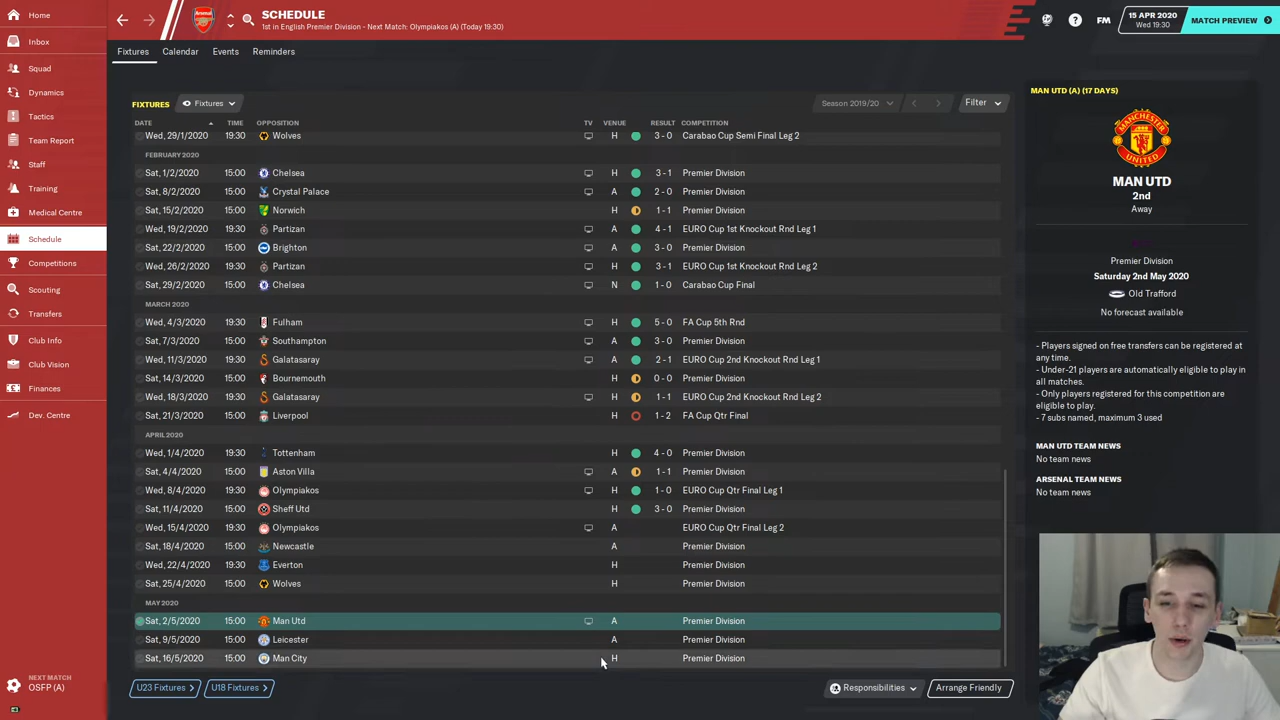 Home
Inbox
Squad
Dynamics
Tactics
Team Report
Staff
Training
Medical Centre
Schedule
Competitions
Scouting
Transfers
Club Info
Club Vision
Finances
Dev. Centre
NEXT MATCH
OSFP (A)
Arsenal
SCHEDULE
1st in English Premier Division - Next Match: Olympiakos (A) (Today 19:30)
FM
15 APR 2020
Wed 19:30
MATCH PREVIEW
Fixtures Calendar Events Reminders
FIXTURES Fixtures Season 2019/20 Filter
DATE TIME OPPOSITION TV VENUE RESULT COMPETITION
Wed, 29/1/2020 19:30 Wolves H 3 - 0 Carabao Cup Semi Final Leg 2
FEBRUARY 2020
Sat, 1/2/2020 15:00 Chelsea H 3 - 1 Premier Division
Sat, 8/2/2020 15:00 Crystal Palace A 2 - 0 Premier Division
Sat, 15/2/2020 15:00 Norwich H 1 - 1 Premier Division
Wed, 19/2/2020 19:30 Partizan A 4 - 1 EURO Cup 1st Knockout Rnd Leg 1
Sat, 22/2/2020 15:00 Brighton A 3 - 0 Premier Division
Wed, 26/2/2020 19:30 Partizan H 3 - 1 EURO Cup 1st Knockout Rnd Leg 2
Sat, 29/2/2020 15:00 Chelsea N 1 - 0 Carabao Cup Final
MARCH 2020
Wed, 4/3/2020 19:30 Fulham H 5 - 0 FA Cup 5th Rnd
Sat, 7/3/2020 15:00 Southampton A 3 - 0 Premier Division
Wed, 11/3/2020 19:30 Galatasaray A 2 - 1 EURO Cup 2nd Knockout Rnd Leg 1
Sat, 14/3/2020 15:00 Bournemouth H 0 - 0 Premier Division
Wed, 18/3/2020 19:30 Galatasaray H 1 - 1 EURO Cup 2nd Knockout Rnd Leg 2
Sat, 21/3/2020 15:00 Liverpool H 1 - 2 FA Cup Qtr Final
APRIL 2020
Wed, 1/4/2020 19:30 Tottenham H 4 - 0 Premier Division
Sat, 4/4/2020 15:00 Aston Villa A 1 - 1 Premier Division
Wed, 8/4/2020 19:30 Olympiakos H 1 - 0 EURO Cup Qtr Final Leg 1
Sat, 11/4/2020 15:00 Sheff Utd H 3 - 0 Premier Division
Wed, 15/4/2020 19:30 Olympiakos A EURO Cup Qtr Final Leg 2
Sat, 18/4/2020 15:00 Newcastle A Premier Division
Wed, 22/4/2020 19:30 Everton H Premier Division
Sat, 25/4/2020 15:00 Wolves H Premier Division
MAY 2020
Sat, 2/5/2020 15:00 Man Utd A Premier Division
Sat, 9/5/2020 15:00 Leicester A Premier Division
Sat, 16/5/2020 15:00 Man City H Premier Division
U23 Fixtures U18 Fixtures Responsibilities Arrange Friendly
MAN UTD (A) (17 DAYS)
MANCHESTER
UNITED
MAN UTD
2nd
Away
Premier Division
Saturday 2nd May 2020
Old Trafford
No forecast available
- Players signed on free transfers can be registered at
any time.
- Under-21 players are automatically eligible to play in
all matches.
- Only players registered for this competition are
eligible to play.
- 7 subs named, maximum 3 used
MAN UTD TEAM NEWS
No team news
ARSENAL TEAM NEWS
No team news